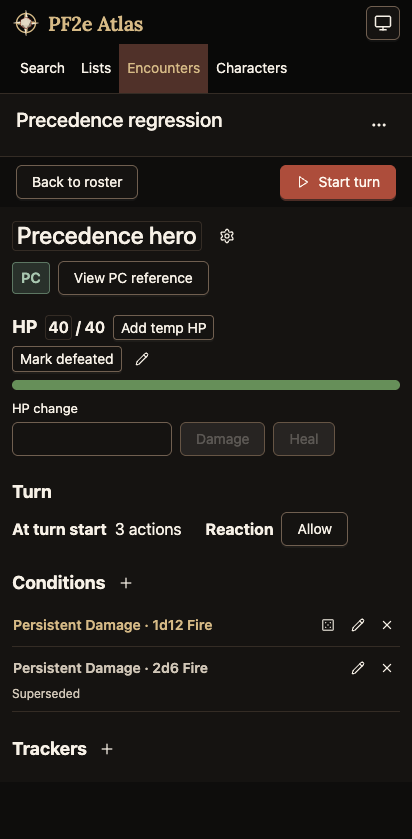 PF2e Atlas
Search Lists Encounters Characters
Precedence regression
Back to roster Start turn
Precedence hero
PC View PC reference
HP 40 / 40 Add temp HP
Mark defeated
HP change
Damage Heal
Turn
At turn start 3 actions Reaction Allow
Conditions
Persistent Damage · 1d12 Fire
Persistent Damage · 2d6 Fire
Superseded
Trackers